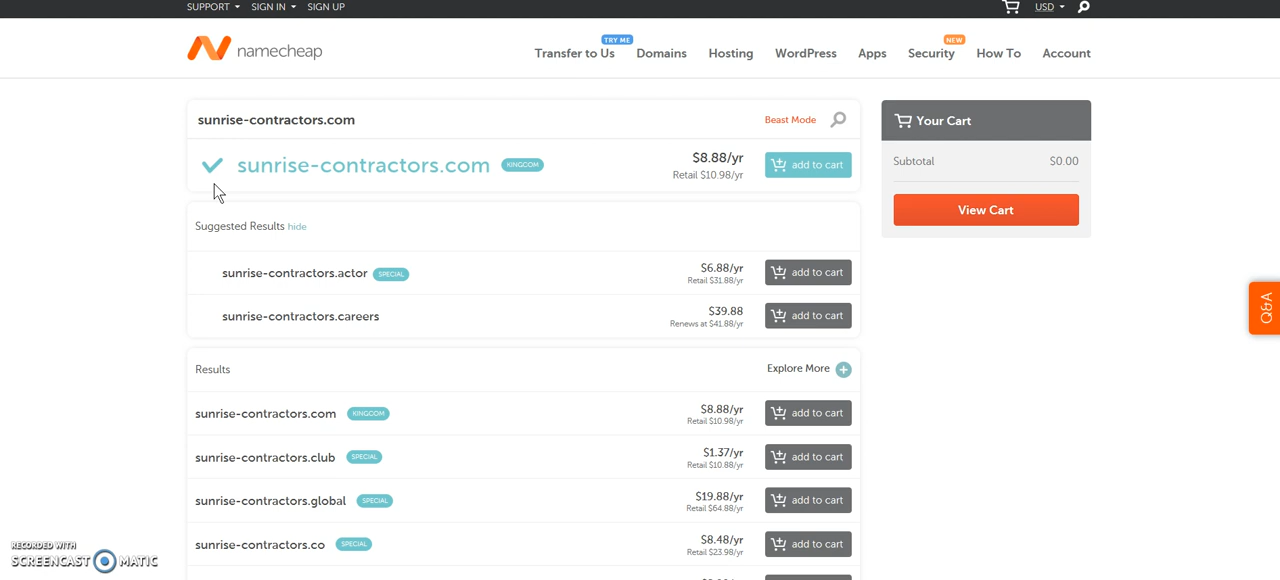 SUPPORT SIGN IN SIGN UP USD
namecheap
TRY ME NEW
Transfer to Us Domains Hosting WordPress Apps Security How To Account
sunrise-contractors.com Beast Mode
sunrise-contractors.com KINGCOM $8.88/yr add to cart
Retail $10.98/yr
Your Cart
Subtotal $0.00
View Cart
Suggested Results hide
sunrise-contractors.actor SPECIAL $6.88/yr add to cart
Retail $31.88/yr
sunrise-contractors.careers $39.88 add to cart
Renews at $41.88/yr
Q&A
Results Explore More
sunrise-contractors.com KINGCOM $8.88/yr add to cart
Retail $10.98/yr
sunrise-contractors.club SPECIAL $1.37/yr add to cart
Retail $10.88/yr
sunrise-contractors.global SPECIAL $19.88/yr add to cart
Retail $64.88/yr
sunrise-contractors.co SPECIAL $8.48/yr add to cart
Retail $23.98/yr
RECORDED WITH
SCREENCAST MATIC